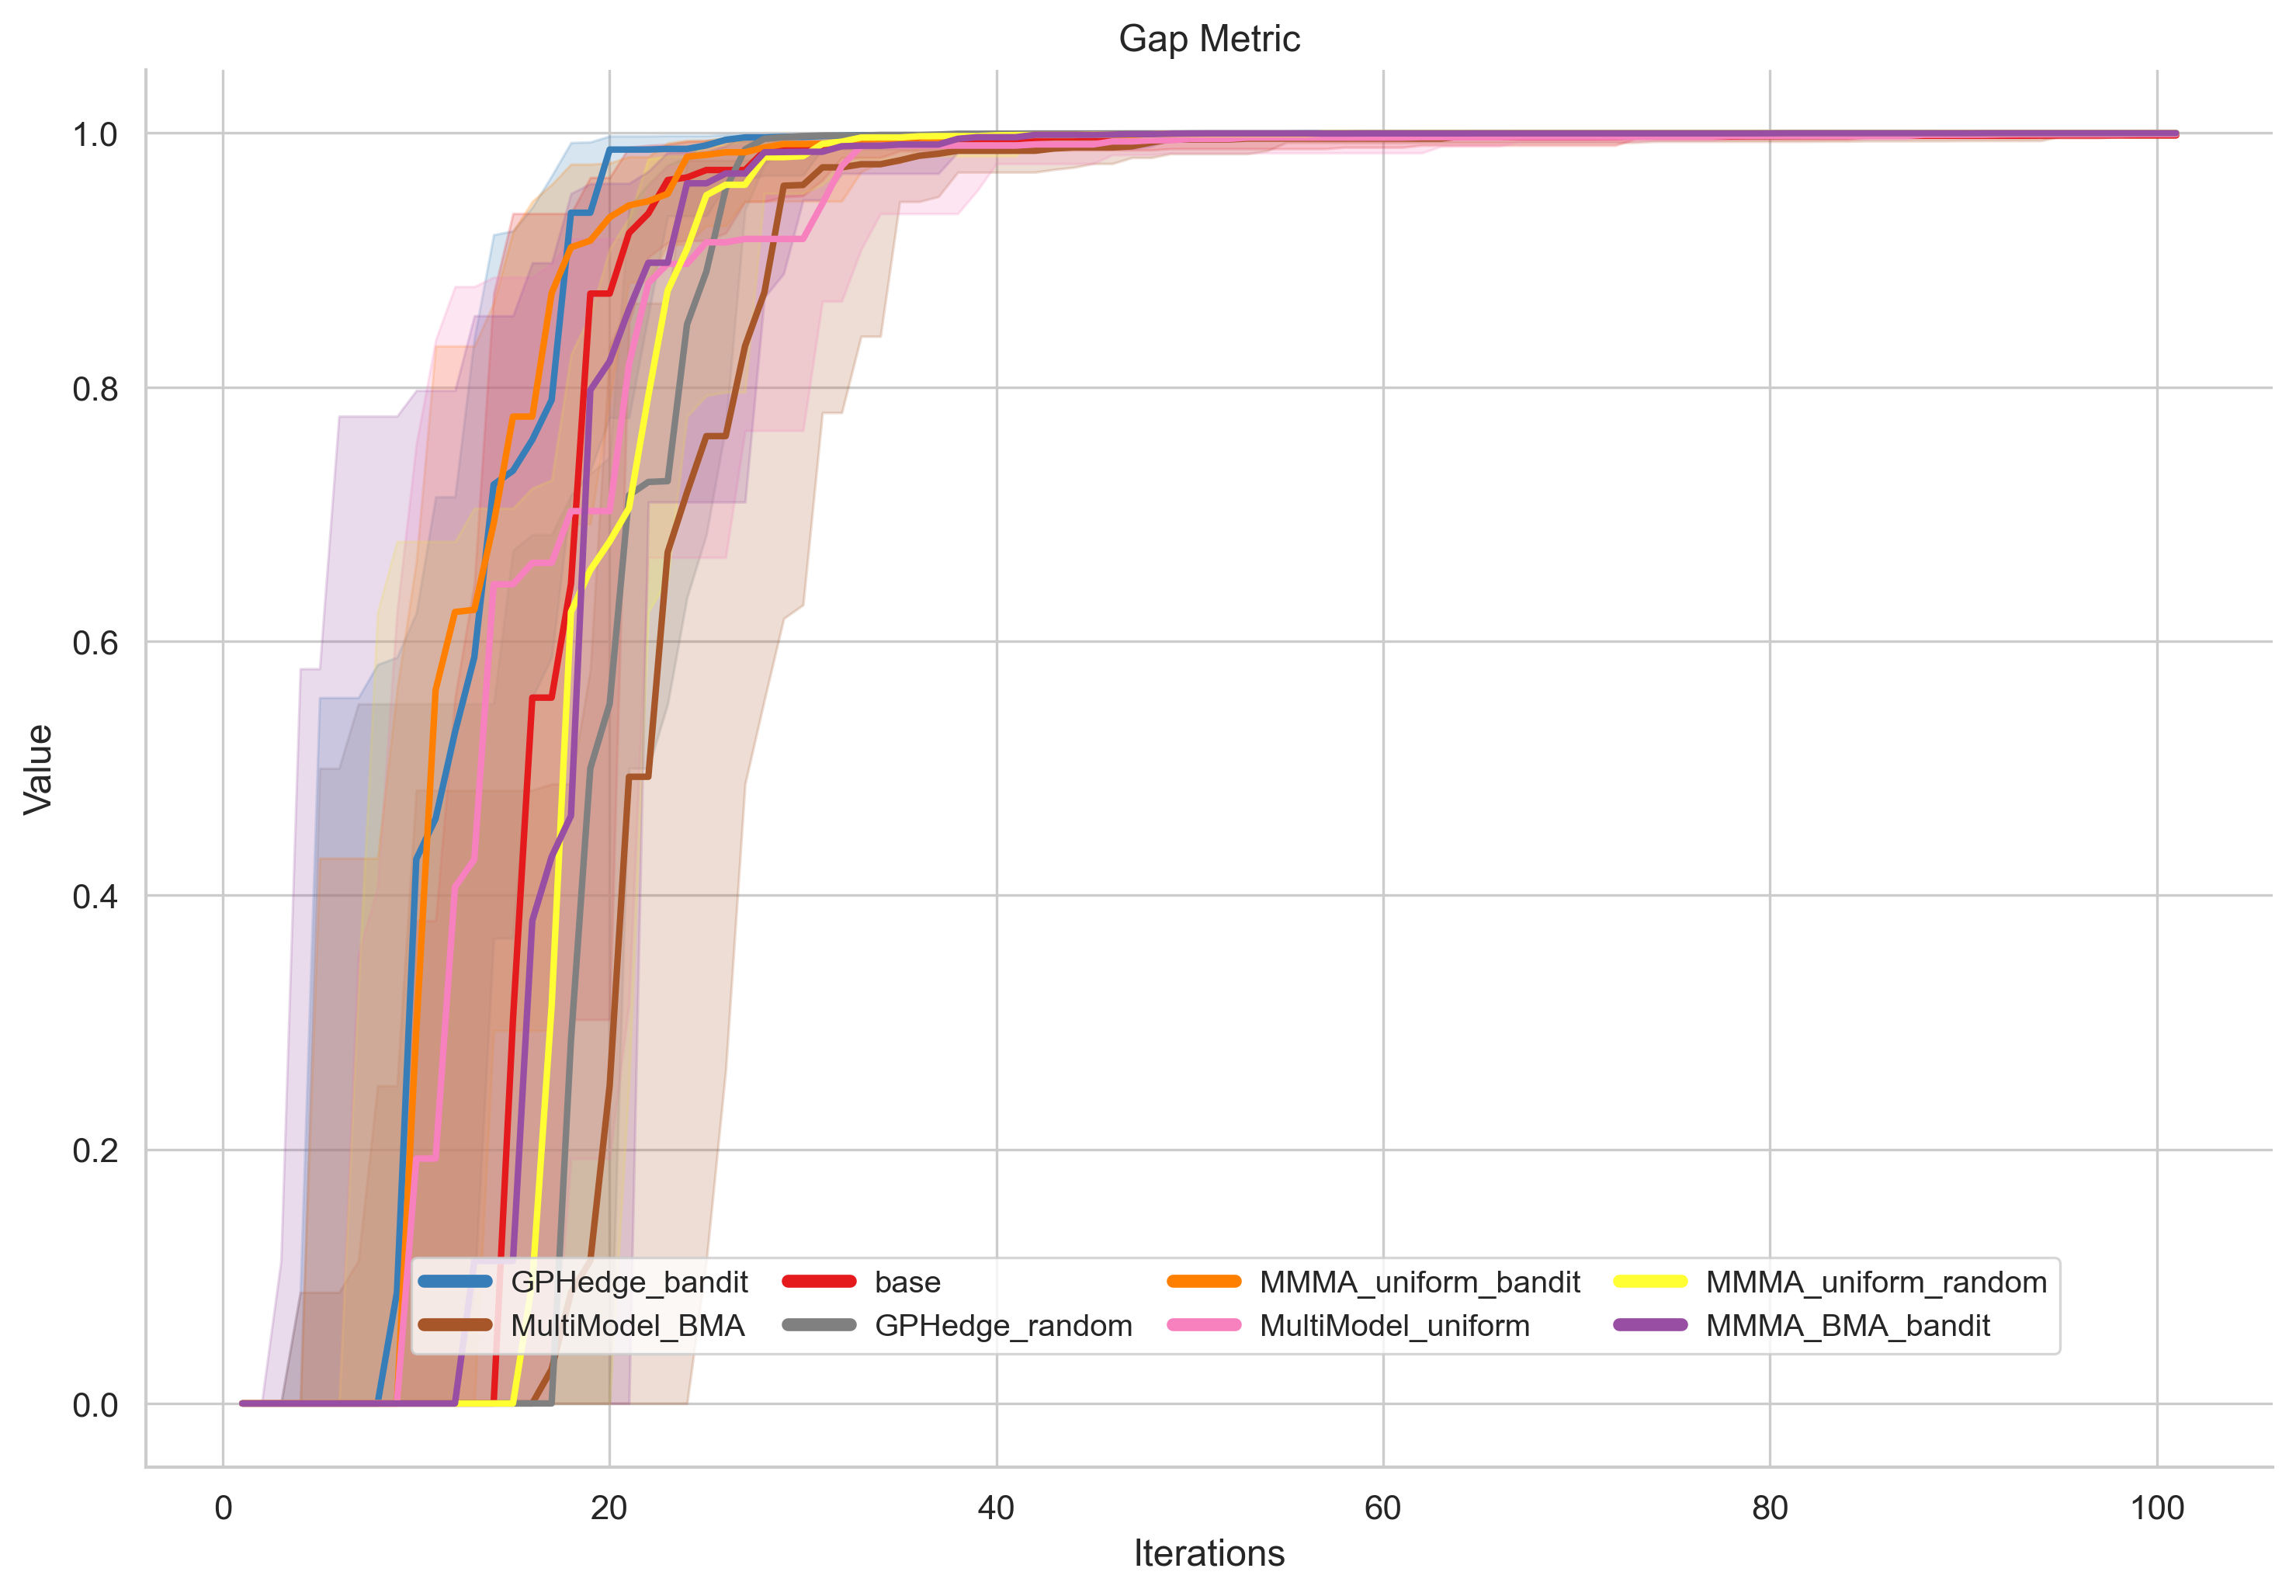 Gap Metric
1.0
0.8
0.6
0.4
0.2
0.0
Value
GPHedge_bandit
MultiModel_BMA
base
GPHedge_random
MMMA_uniform_bandit
MultiModel_uniform
MMMA_uniform_random
MMMA_BMA_bandit
0 20 40 60 80 100
Iterations